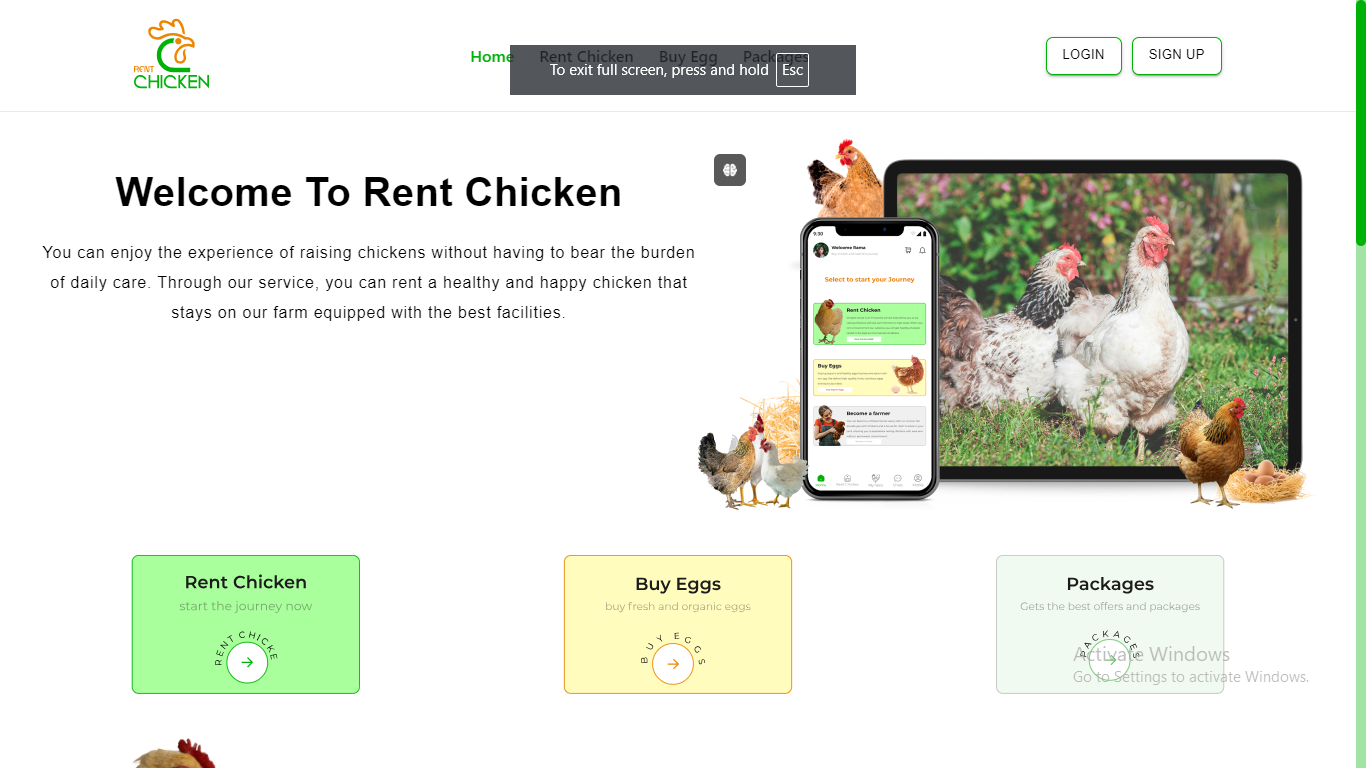 RENT
CHICKEN
Home
Rent Chicken
Buy Egg
Packages
To exit full screen, press and hold Esc
LOGIN
SIGN UP
Welcome To Rent Chicken
You can enjoy the experience of raising chickens without having to bear the burden
of daily care. Through our service, you can rent a healthy and happy chicken that
stays on our farm equipped with the best facilities.
9:30
Select to start your Journey
Rent Chicken
Buy Eggs
Become a farmer
Rent Chicken
start the journey now
RENT CHICKE
Buy Eggs
buy fresh and organic eggs
BUY EGGS
Packages
Gets the best offers and packages
PACKAGES
Activate Windows
Go to Settings to activate Windows.